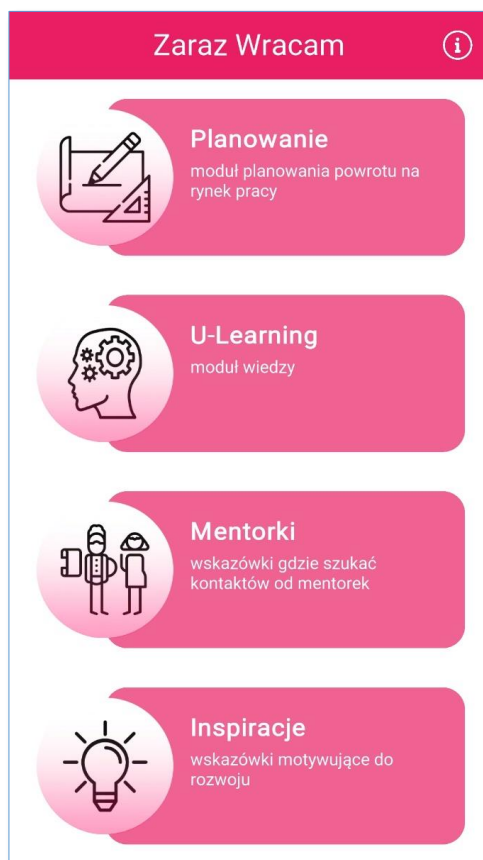 Zaraz Wracam
Planowanie
moduł planowania powrotu na
rynek pracy
U-Learning
moduł wiedzy
Mentorki
wskazówki gdzie szukać
kontaktów od mentorek
Inspiracje
wskazówki motywujące do
rozwoju